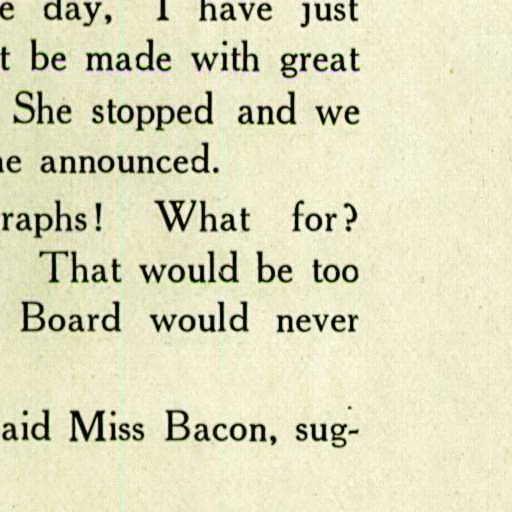 e day, I have just
t be made with great
She stopped and we
he announced.
raphs! What for?
That would be too
Board would never
aid Miss Bacon, sug-